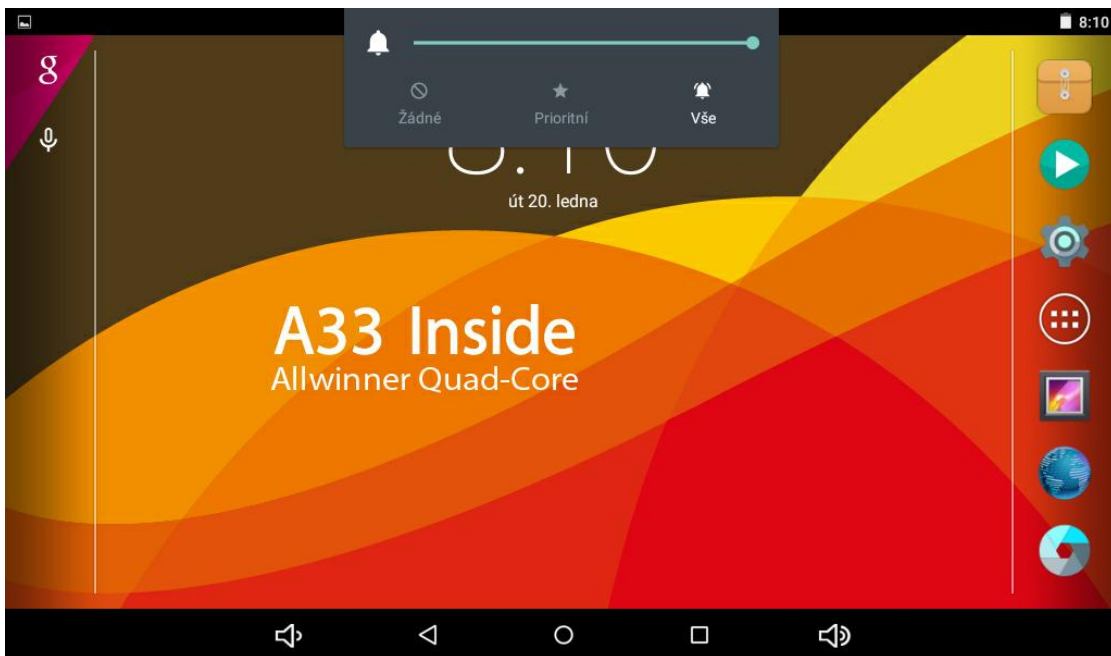 8:10
g
Žádné
Prioritní
Vše
út 20. ledna
A33 Inside
Allwinner Quad-Core